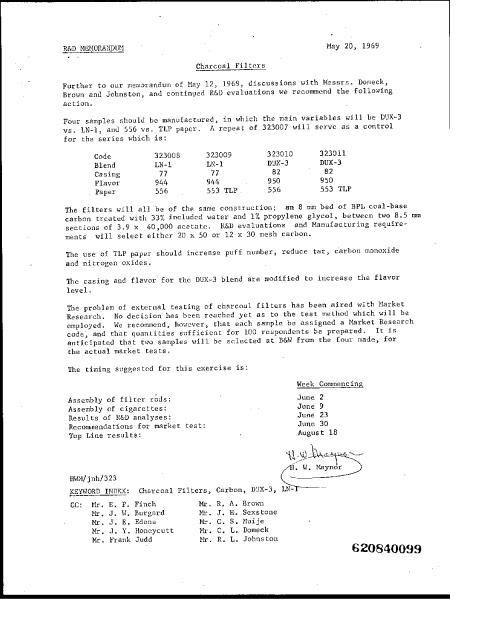 R&D MEMORANDUM May 20, 1969
Charcoal Filters
Further to our memorandum of May 12, 1969, discussions with Messrs. Domeck,
Brown and Johnston, and continued R&D evaluations we recommend the following
action.
Four samples should be manufactured, in which the main variables will be DUX-3
vs. LN-1, and 556 vs. TLP paper. A repeat of 323007 will serve as a control
for the series which is:
Code 323008 323009 323010 323011
Blend LN-1 LN-1 DUX-3 DUX-3
Casing 77 77 82 82
Flavor 944 944 950 950
Paper 556 553 TLP 556 553 TLP
The filters will all be of the same construction: an 8 mm bed of BPL coal-base
carbon treated with 33% included water and 1% propylene glycol, between two 8.5 mm
sections of 3.9 x 40,000 acetate. R&D evaluations and Manufacturing require-
ments will select either 20 x 50 or 12 x 30 mesh carbon.
The use of TLP paper should increase puff number, reduce tar, carbon monoxide
and nitrogen oxides.
The casing and flavor for the DUX-3 blend are modified to increase the flavor
level.
The problem of external testing of charcoal filters has been aired with Market
Research. No decision has been reached yet as to the test method which will be
employed. We recommend, however, that each sample be assigned a Market Research
code, and that quantities sufficient for 100 respondents be prepared. It is
anticipated that two samples will be selected at B&W from the four made, for
the actual market tests.
The timing suggested for this exercise is:
Week Commencing
Assembly of filter rods: June 2
Assembly of cigarettes: June 9
Results of R&D analyses: June 23
Recommendations for market test: June 30
Top Line results: August 18
H. W. Maynor
H. W. Maynor
HWM/jnh/323
KEYWORD INDEX: Charcoal Filters, Carbon, DUX-3, LN-1
CC: Mr. E. F. Finch Mr. R. A. Brown
Mr. J. W. Burgard Mr. J. H. Sexstone
Mr. J. E. Edens Mr. C. S. Muije
Mr. J. Y. Honeycutt Mr. C. L. Domeck
Mr. Frank Judd Mr. R. L. Johnston
620840099